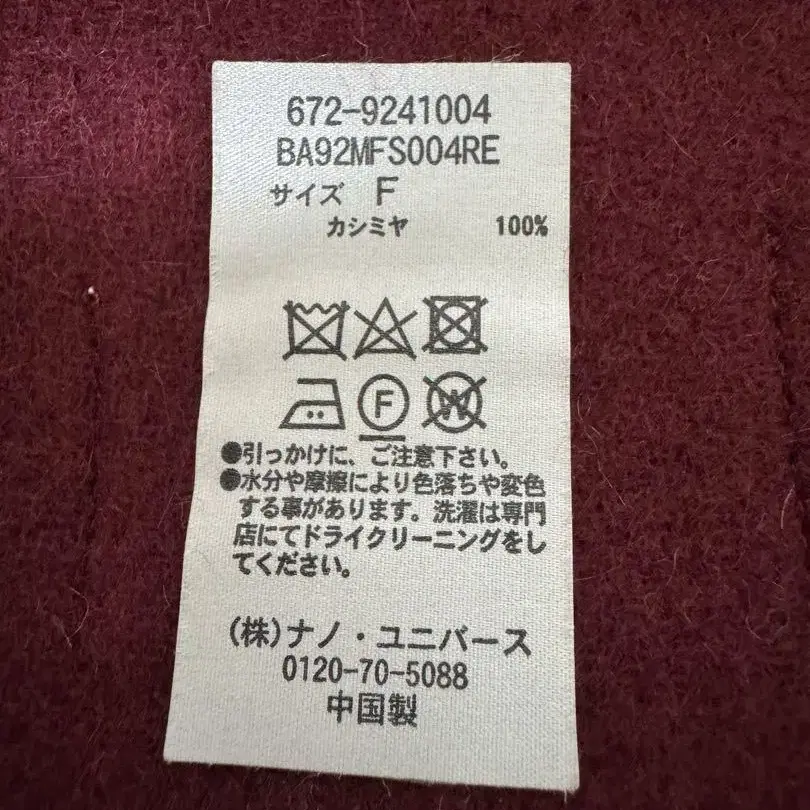 672-9241004
BA92MFS004RE
サイズ F
カシミヤ 100%
F
W
●引っかけに、ご注意下さい。
●水分や摩擦により色落ちや変色
する事があります。洗濯は専門
店にてドライクリーニングをし
てください。
(株)ナノ・ユニバース
0120-70-5088
中国製